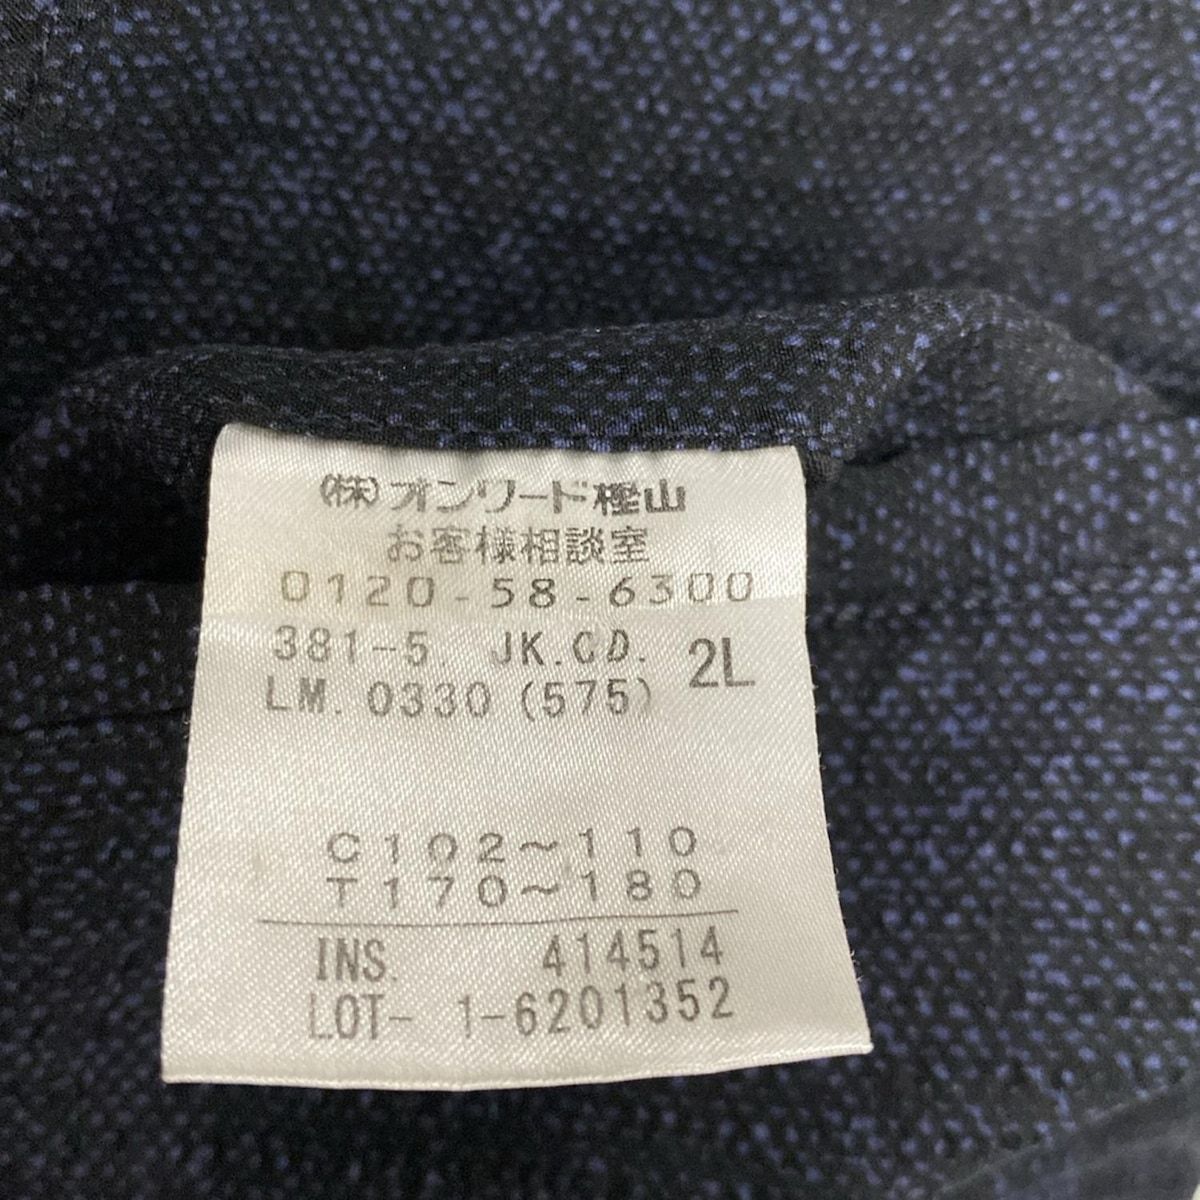 (株)オンワード樫山
お客様相談室
0120-58-6300
381-5. JK.CD. 2L
LM. 0330 (575)
C102~110
T170~180
INS. 414514
LOT- 1-6201352